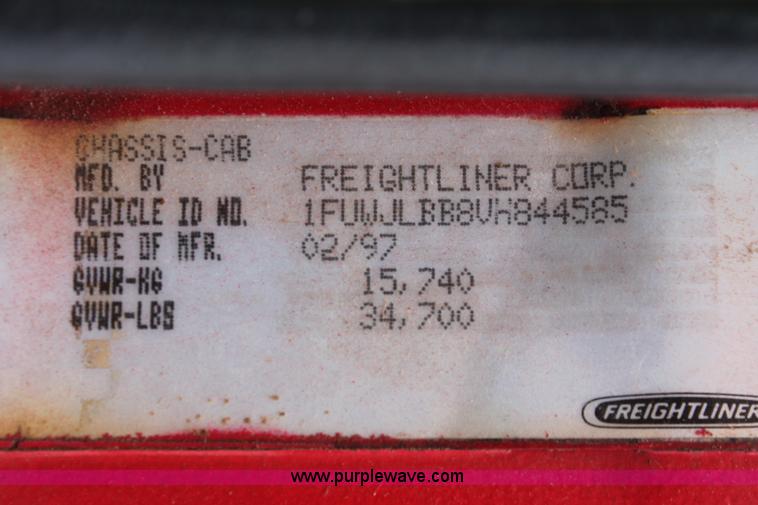 CHASSIS-CAB
MFD. BY FREIGHTLINER CORP.
VEHICLE ID NO. 1FUWJLBB8VH844585
DATE OF MFR. 02/97
GVWR-KG 15,740
GVWR-LBS 34,700
FREIGHTLINER
www.purplewave.com